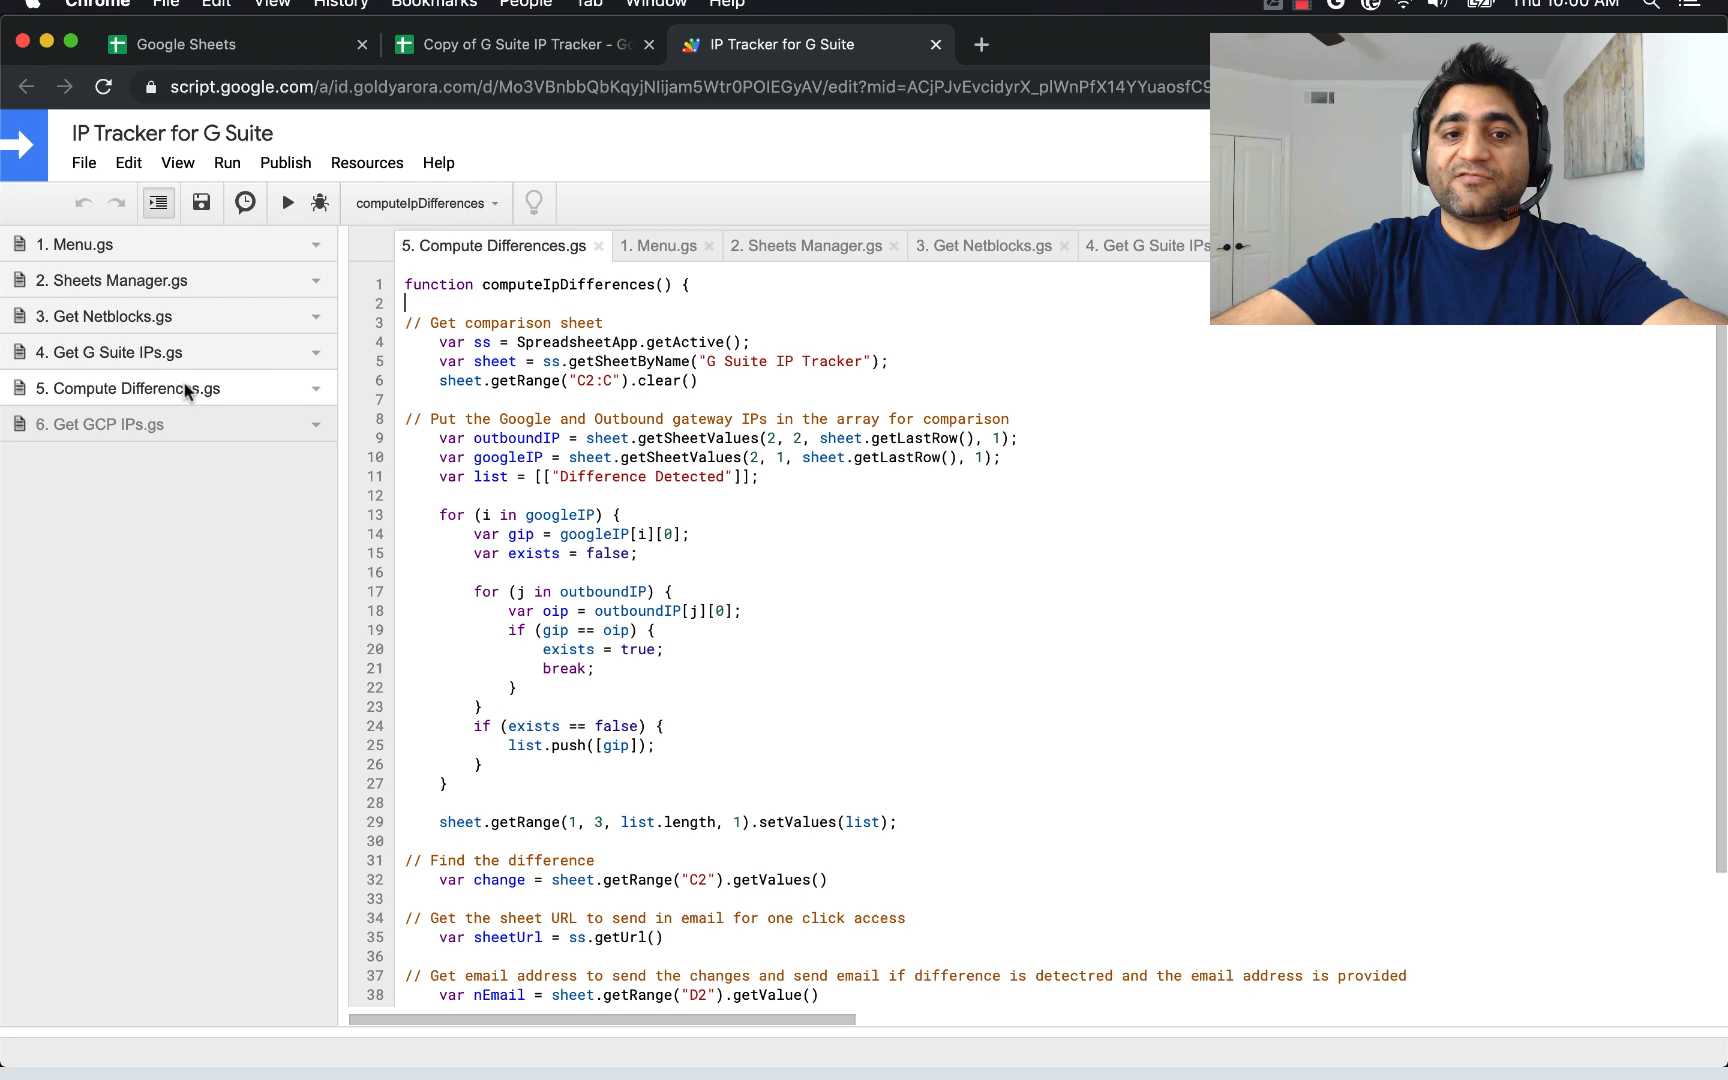 Chrome File Edit View History Bookmarks People Tab Window Help Thu 10:00 AM
Google Sheets
Copy of G Suite IP Tracker - Go
IP Tracker for G Suite
script.google.com/a/id.goldyarora.com/d/Mo3VBnbbQbKqyjNlijam5Wtr0POIEGyAV/edit?mid=ACjPJvEvcidyrX_plWnPfX14YYuaosfC9
IP Tracker for G Suite
File Edit View Run Publish Resources Help
computeIpDifferences
1. Menu.gs
2. Sheets Manager.gs
3. Get Netblocks.gs
4. Get G Suite IPs.gs
5. Compute Differences.gs
6. Get GCP IPs.gs
5. Compute Differences.gs 1. Menu.gs 2. Sheets Manager.gs 3. Get Netblocks.gs 4. Get G Suite IPs
1 function computeIpDifferences() {
2
3 // Get comparison sheet
4 var ss = SpreadsheetApp.getActive();
5 var sheet = ss.getSheetByName("G Suite IP Tracker");
6 sheet.getRange("C2:C").clear()
7
8 // Put the Google and Outbound gateway IPs in the array for comparison
9 var outboundIP = sheet.getSheetValues(2, 2, sheet.getLastRow(), 1);
10 var googleIP = sheet.getSheetValues(2, 1, sheet.getLastRow(), 1);
11 var list = [["Difference Detected"]];
12
13 for (i in googleIP) {
14 var gip = googleIP[i][0];
15 var exists = false;
16
17 for (j in outboundIP) {
18 var oip = outboundIP[j][0];
19 if (gip == oip) {
20 exists = true;
21 break;
22 }
23 }
24 if (exists == false) {
25 list.push([gip]);
26 }
27 }
28
29 sheet.getRange(1, 3, list.length, 1).setValues(list);
30
31 // Find the difference
32 var change = sheet.getRange("C2").getValues()
33
34 // Get the sheet URL to send in email for one click access
35 var sheetUrl = ss.getUrl()
36
37 // Get email address to send the changes and send email if difference is detectred and the email address is provided
38 var nEmail = sheet.getRange("D2").getValue()